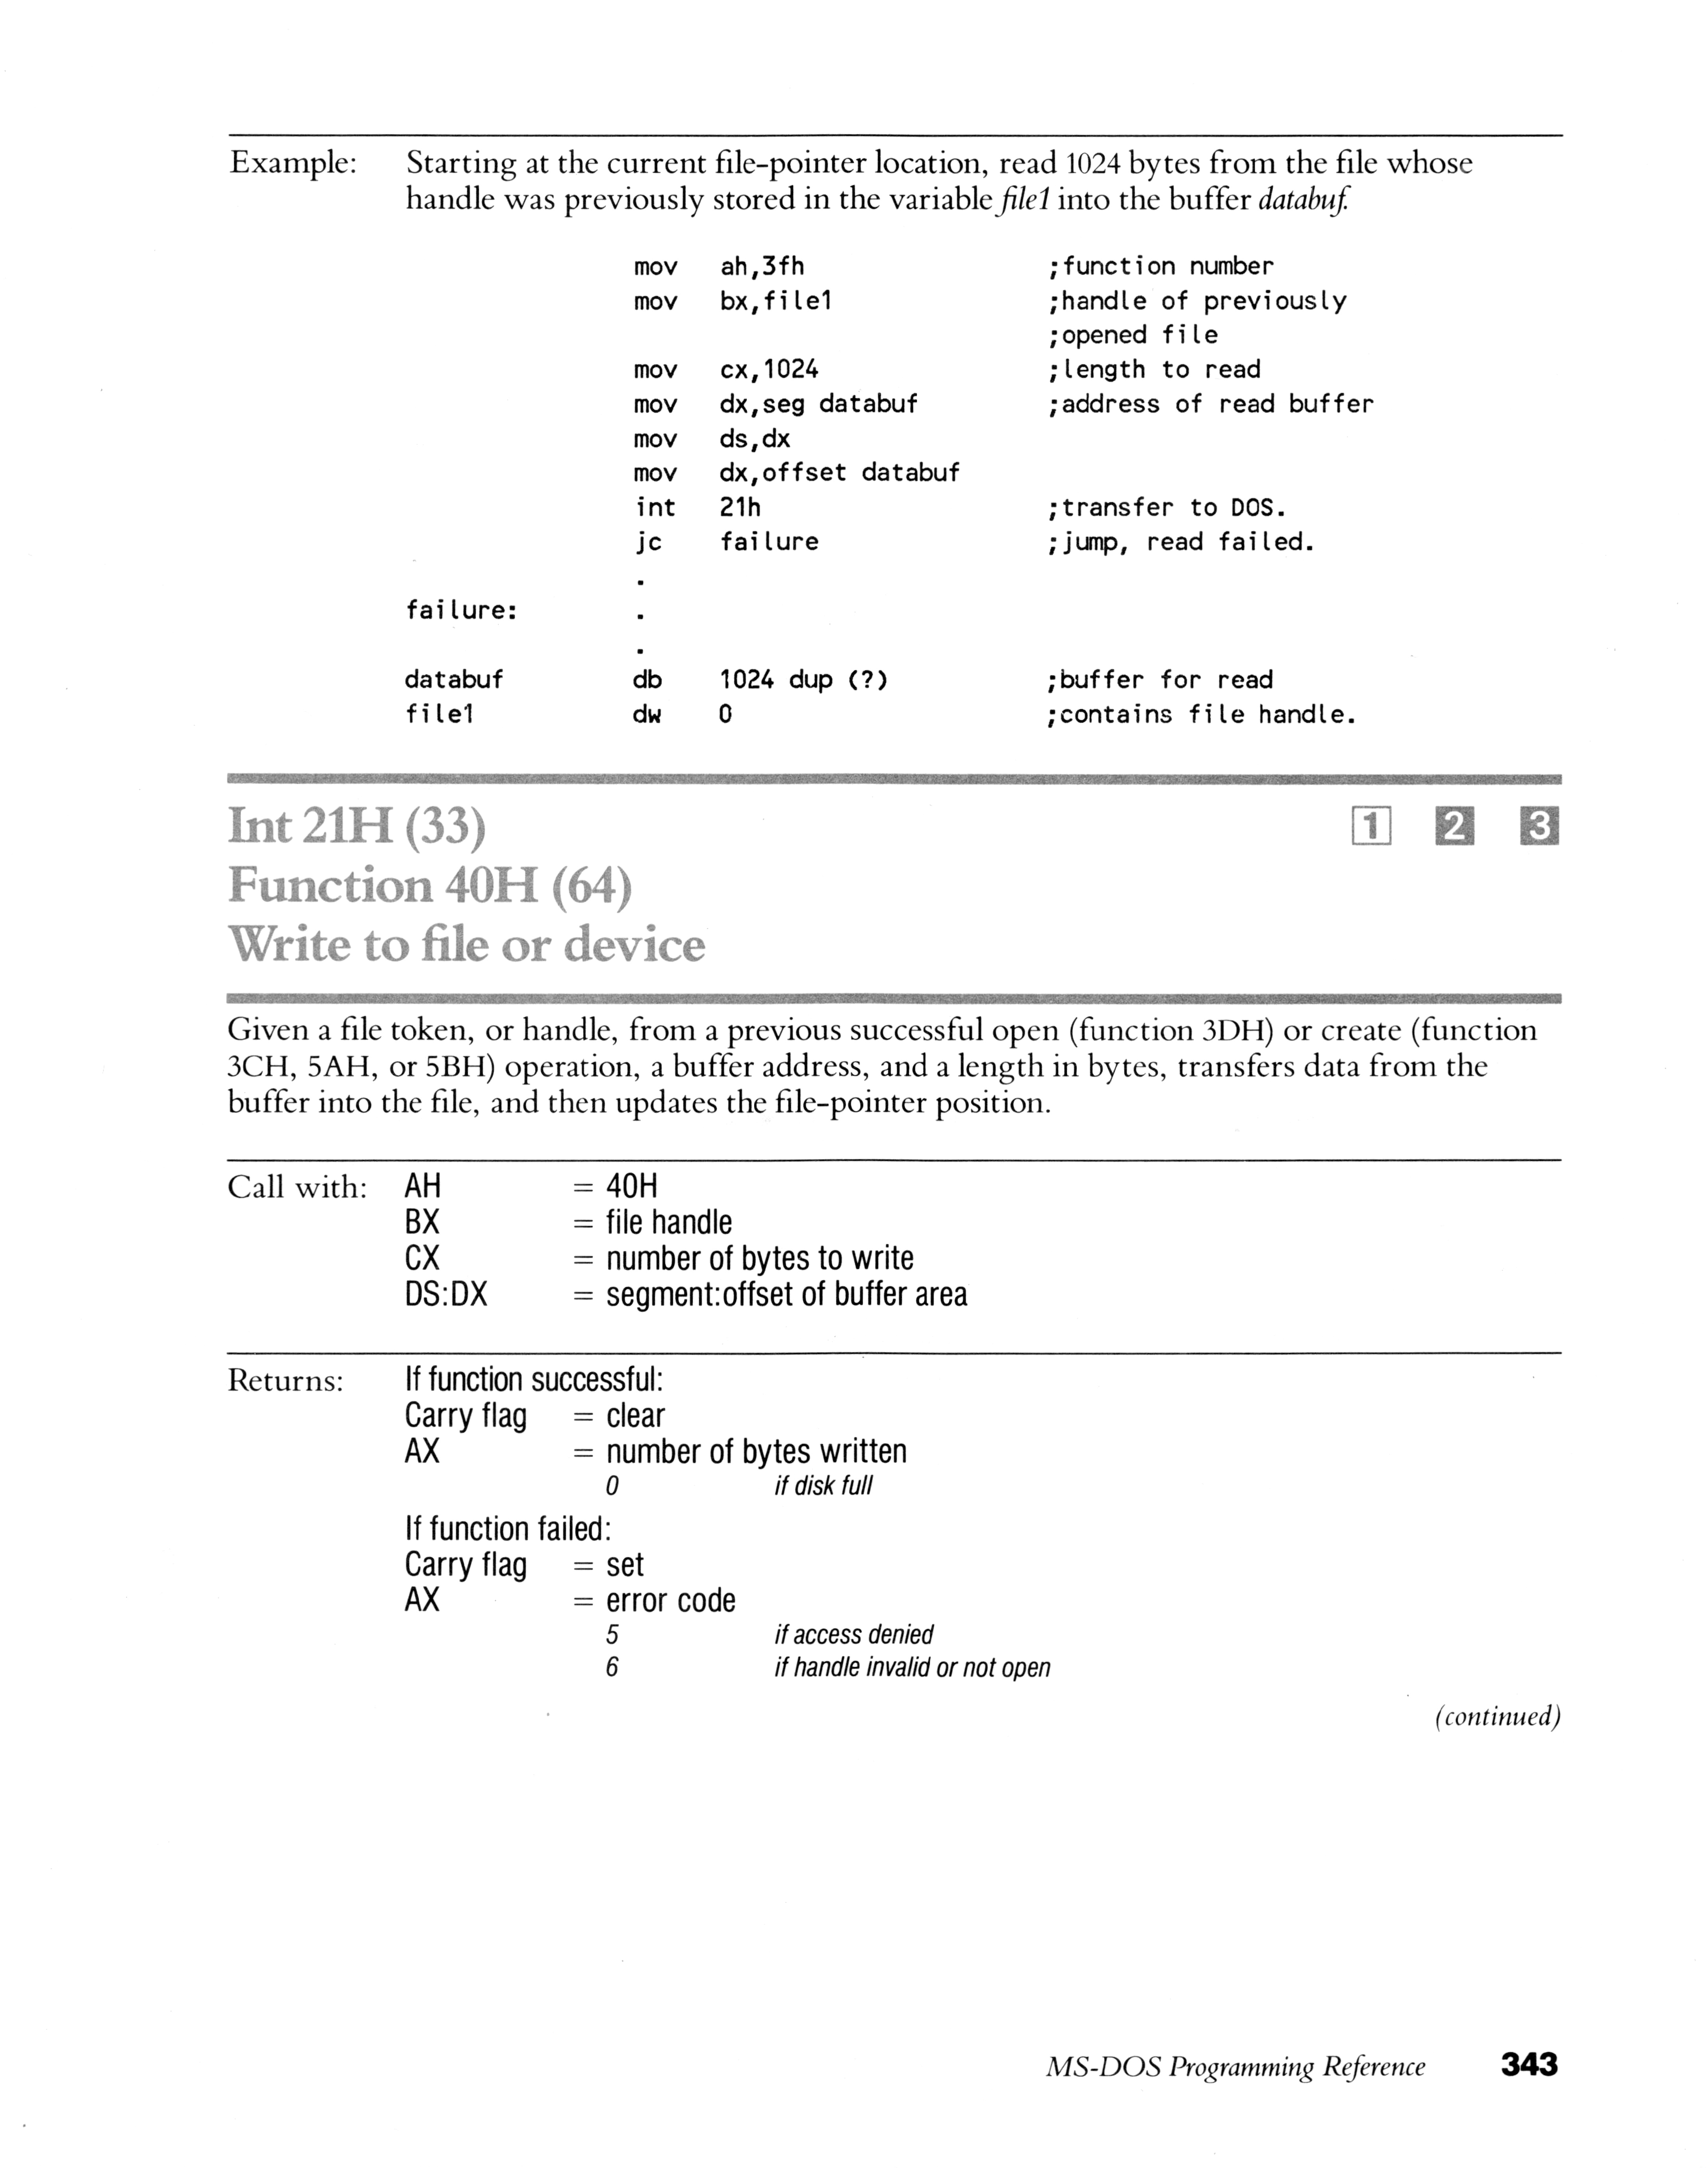 Example: Starting at the current file-pointer location, read 1024 bytes from the file whose
handle was previously stored in the variable file1 into the buffer databuf.
mov ah,3fh ;function number
mov bx,file1 ;handle of previously
;opened file
mov cx,1024 ;length to read
mov dx,seg databuf ;address of read buffer
mov ds,dx
mov dx,offset databuf
int 21h ;transfer to DOS.
jc failure ;jump, read failed.
.
failure: .
.
databuf db 1024 dup (?) ;buffer for read
file1 dw 0 ;contains file handle.
Int 21H (33) 1 2 3
Function 40H (64)
Write to file or device
Given a file token, or handle, from a previous successful open (function 3DH) or create (function
3CH, 5AH, or 5BH) operation, a buffer address, and a length in bytes, transfers data from the
buffer into the file, and then updates the file-pointer position.
Call with: AH = 40H
BX = file handle
CX = number of bytes to write
DS:DX = segment:offset of buffer area
Returns: If function successful:
Carry flag = clear
AX = number of bytes written
0 if disk full
If function failed:
Carry flag = set
AX = error code
5 if access denied
6 if handle invalid or not open
(continued)
MS-DOS Programming Reference 343